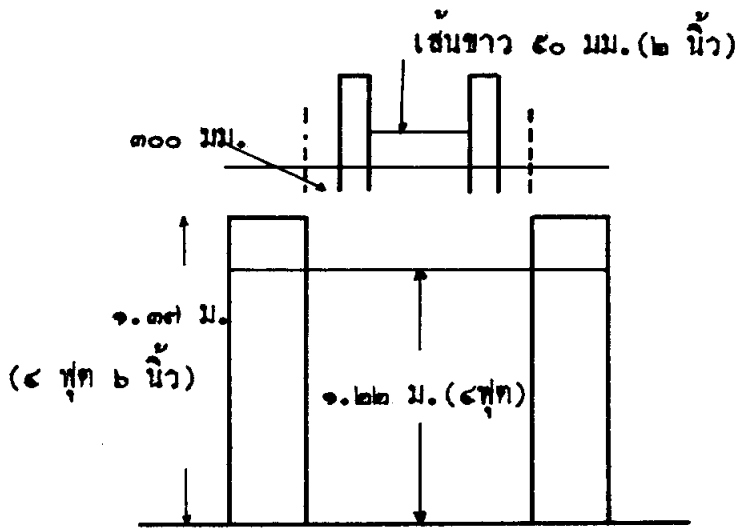 เส้นขาว ๕๐ มม.(๒ นิ้ว)
๓๐๐ มม.
๑.๓๗ ม.
(๔ ฟุต ๖ นิ้ว)
๑.๒๒ ม.(๔ฟุต)